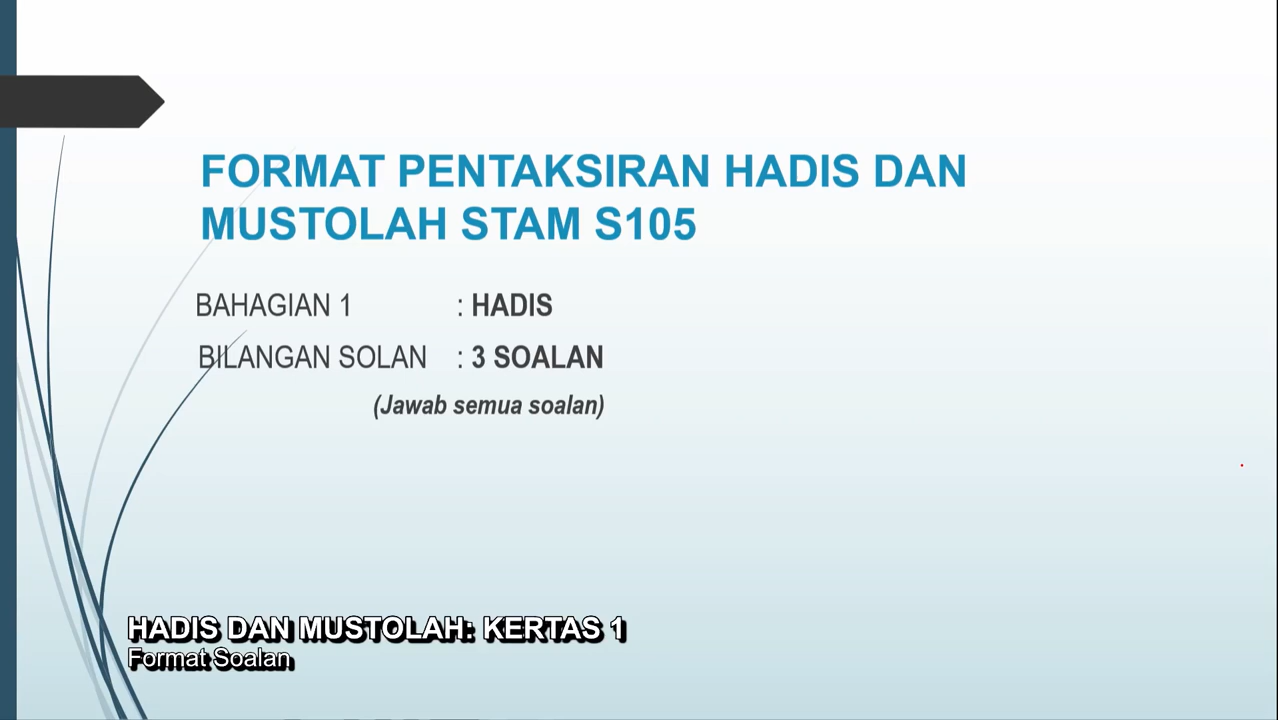 FORMAT PENTAKSIRAN HADIS DAN
MUSTOLAH STAM S105
BAHAGIAN 1 : HADIS
BILANGAN SOLAN : 3 SOALAN
(Jawab semua soalan)
HADIS DAN MUSTOLAH: KERTAS 1
Format Soalan